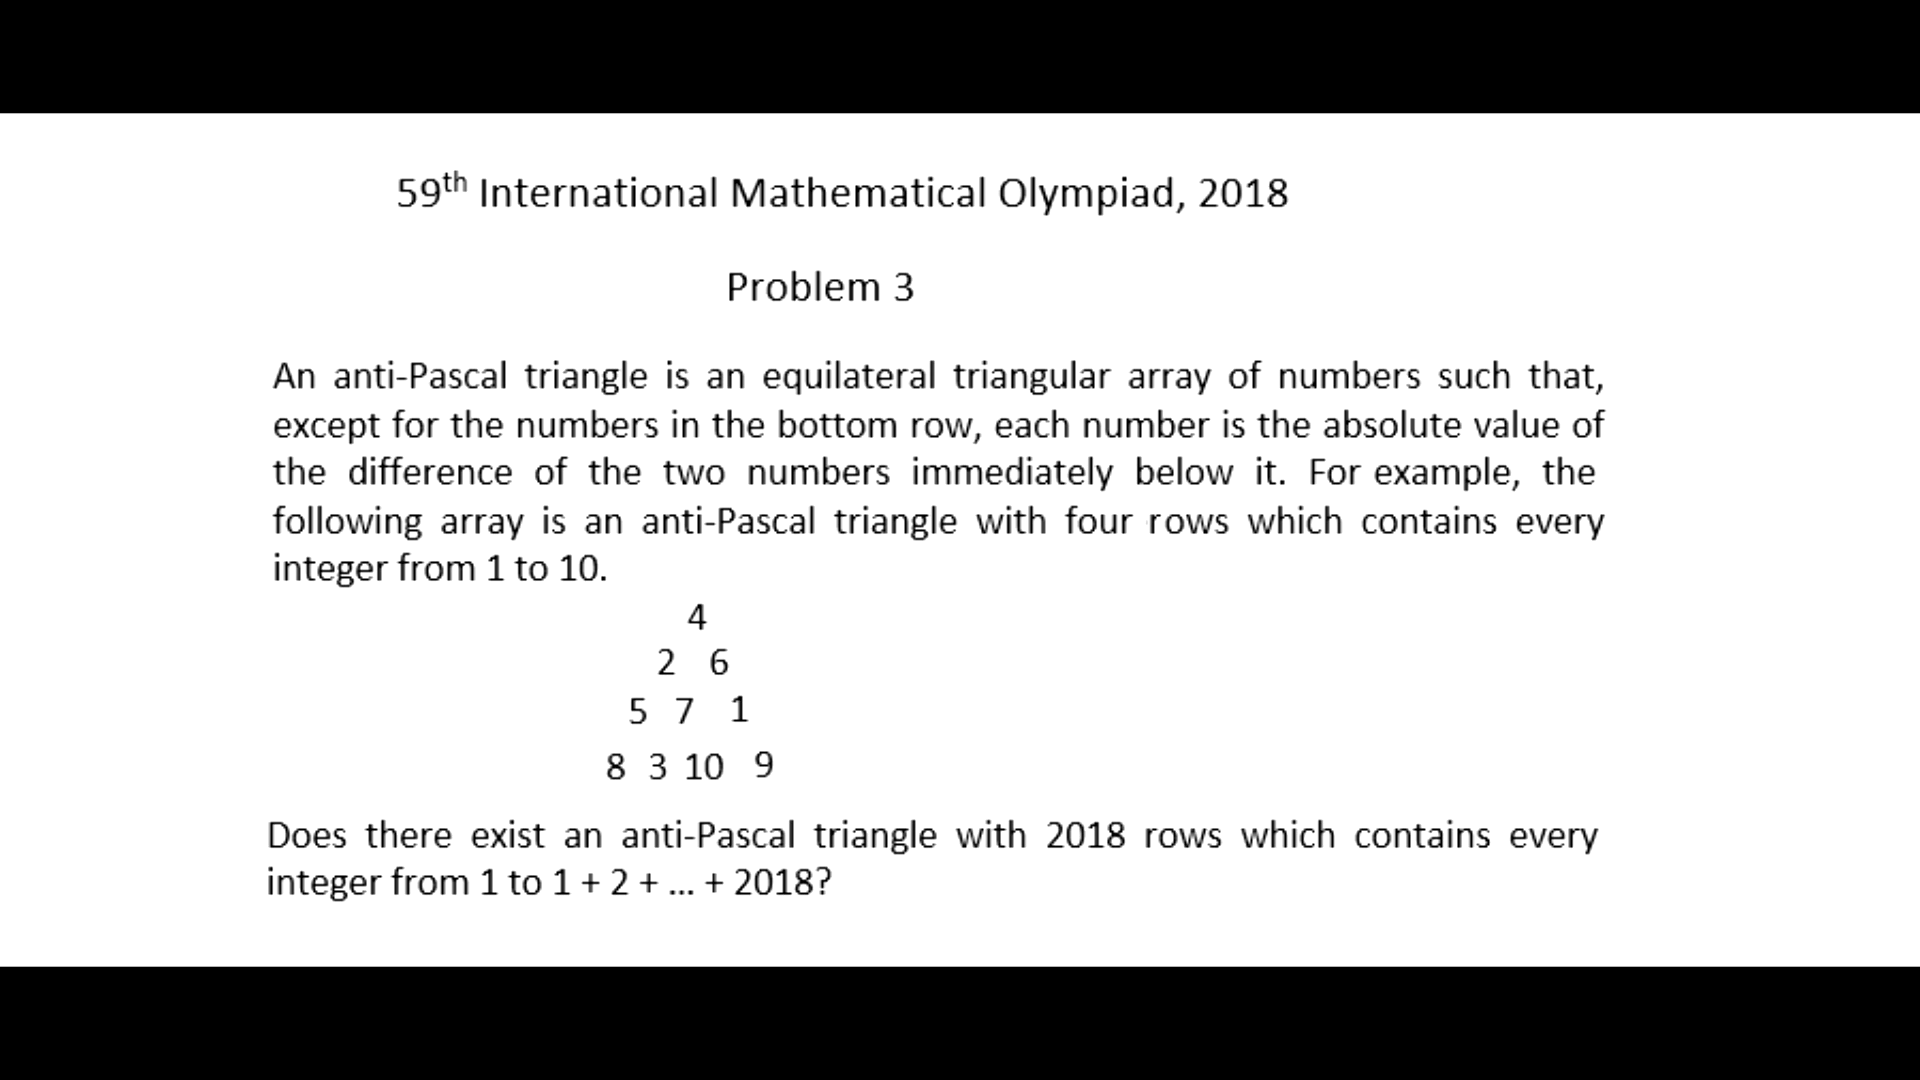 59th International Mathematical Olympiad, 2018
Problem 3
An anti-Pascal triangle is an equilateral triangular array of numbers such that,
except for the numbers in the bottom row, each number is the absolute value of
the difference of the two numbers immediately below it. For example, the
following array is an anti-Pascal triangle with four rows which contains every
integer from 1 to 10.
4
2 6
5 7 1
8 3 10 9
Does there exist an anti-Pascal triangle with 2018 rows which contains every
integer from 1 to 1 + 2 + ... + 2018?